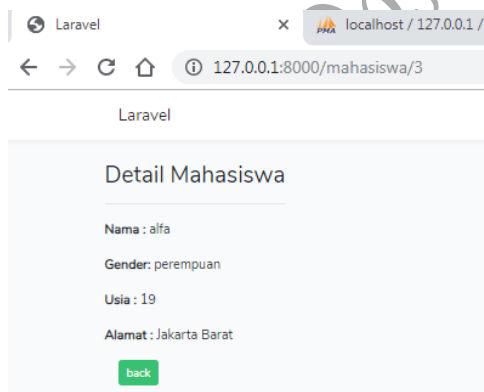 Laravel
localhost / 127.0.0.1 /
127.0.0.1:8000/mahasiswa/3
Laravel
Detail Mahasiswa
Nama : alfa
Gender: perempuan
Usia : 19
Alamat : Jakarta Barat
back